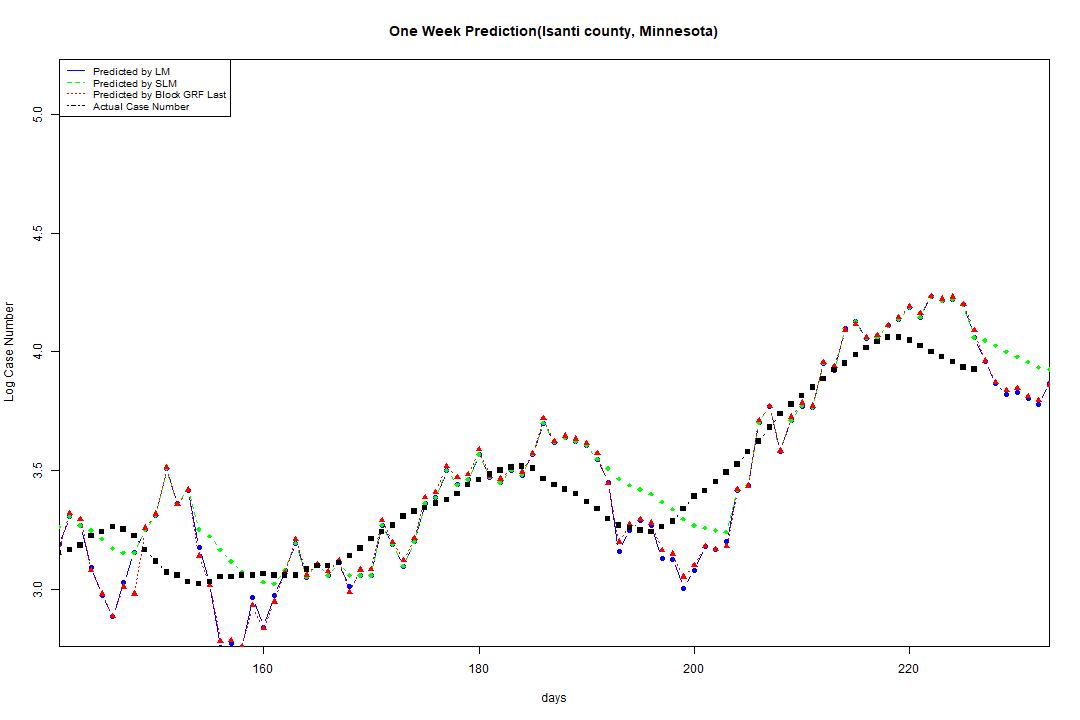 One Week Prediction(Isanti county, Minnesota)
Predicted by LM
Predicted by SLM
Predicted by Block GRF Last
Actual Case Number
5.0
4.5
4.0
3.5
3.0
Log Case Number
160 180 200 220
days